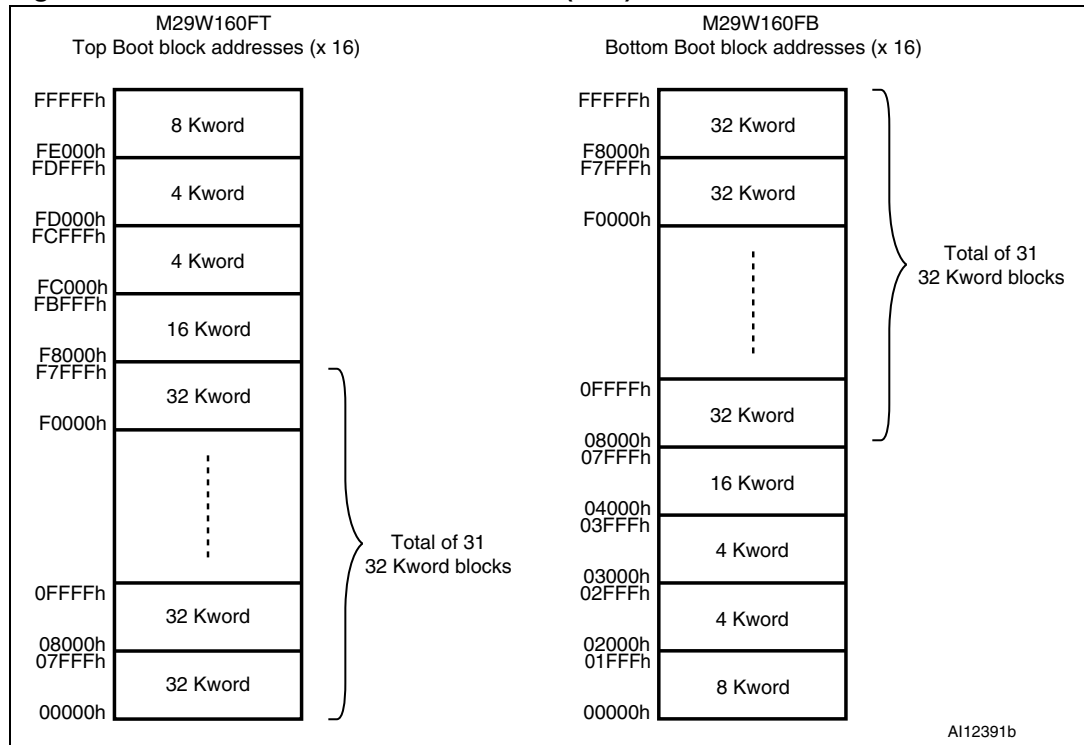 M29W160FT
Top Boot block addresses (x 16)
FFFFFh
8 Kword
FE000h
FDFFFh
4 Kword
FD000h
FCFFFh
4 Kword
FC000h
FBFFFh
16 Kword
F8000h
F7FFFh
32 Kword
F0000h
Total of 31
32 Kword blocks
0FFFFh
32 Kword
08000h
07FFFh
32 Kword
00000h
M29W160FB
Bottom Boot block addresses (x 16)
FFFFFh
32 Kword
F8000h
F7FFFh
32 Kword
F0000h
Total of 31
32 Kword blocks
0FFFFh
32 Kword
08000h
07FFFh
16 Kword
04000h
03FFFh
4 Kword
03000h
02FFFh
4 Kword
02000h
01FFFh
8 Kword
00000h
AI12391b